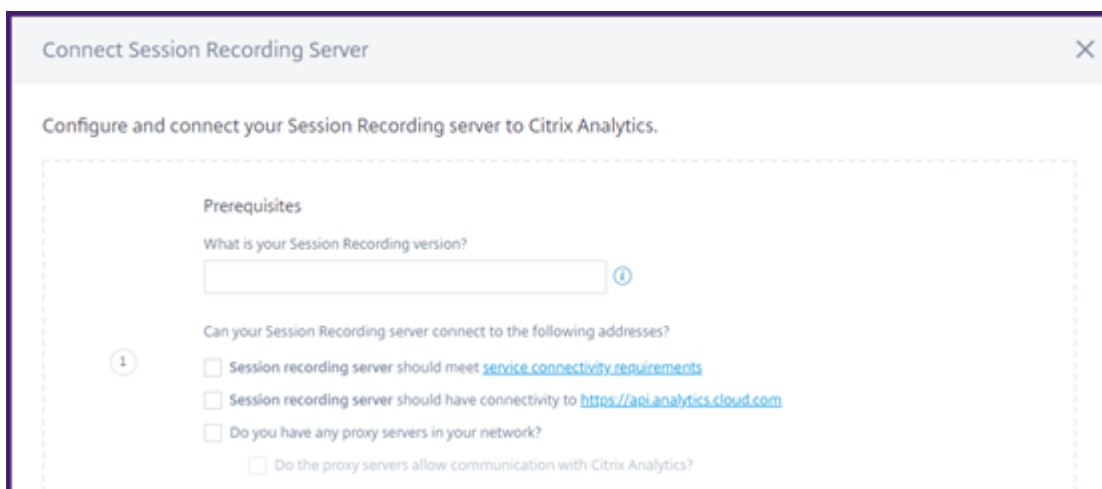 Connect Session Recording Server
Configure and connect your Session Recording server to Citrix Analytics.
Prerequisites
What is your Session Recording version?
Can your Session Recording server connect to the following addresses?
1
Session recording server should meet service connectivity requirements
Session recording server should have connectivity to https://api.analytics.cloud.com
Do you have any proxy servers in your network?
Do the proxy servers allow communication with Citrix Analytics?